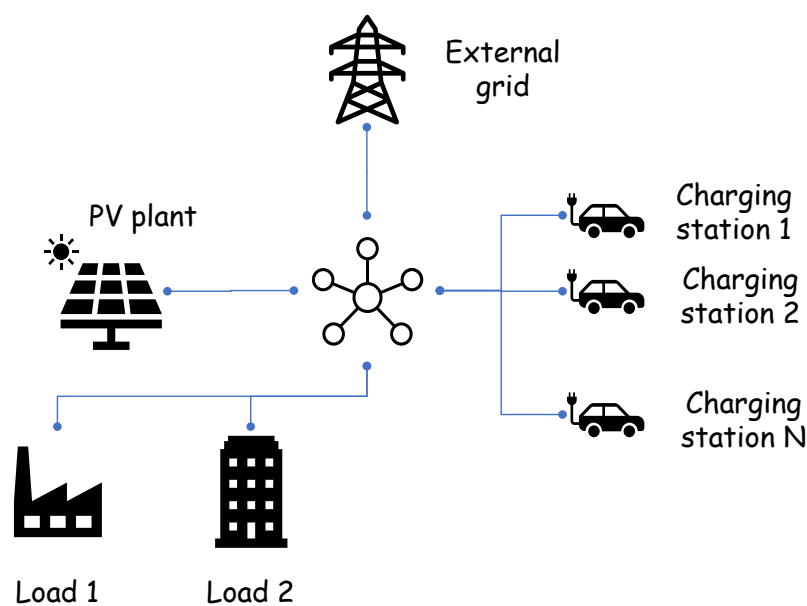 External
grid
PV plant
Charging
station 1
Charging
station 2
Charging
station N
Load 1
Load 2